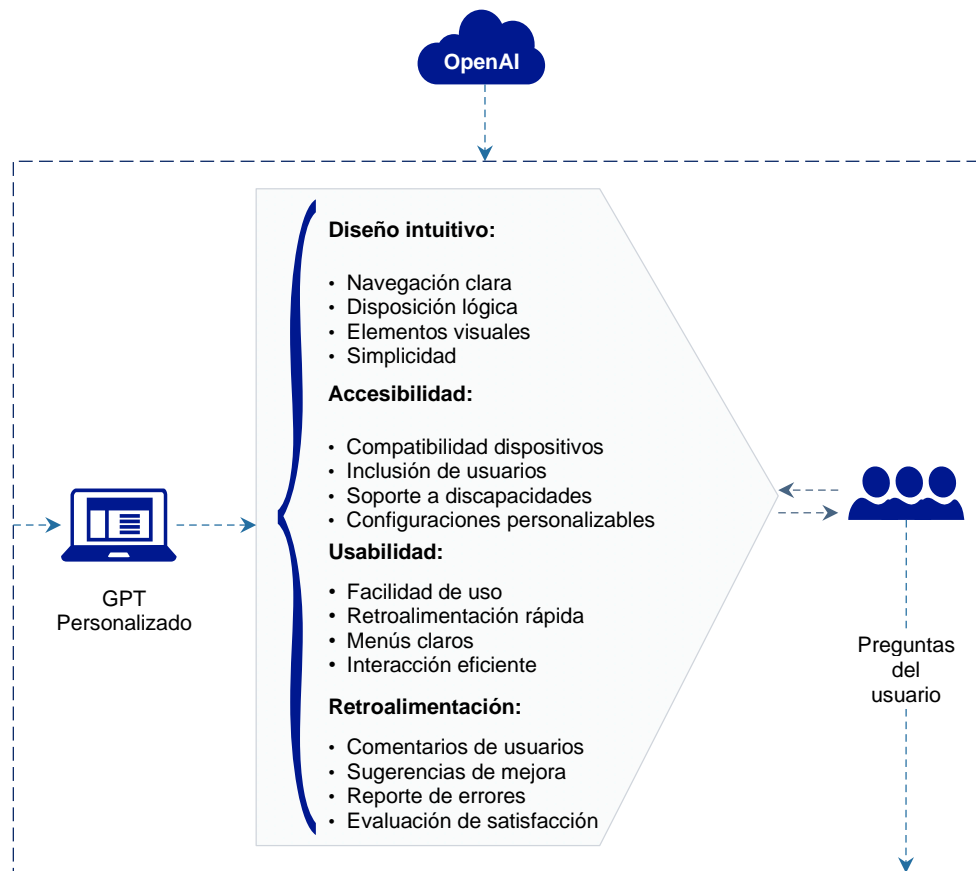 OpenAI
Diseño intuitivo:
• Navegación clara
• Disposición lógica
• Elementos visuales
• Simplicidad
Accesibilidad:
• Compatibilidad dispositivos
• Inclusión de usuarios
• Soporte a discapacidades
• Configuraciones personalizables
Usabilidad:
• Facilidad de uso
• Retroalimentación rápida
• Menús claros
• Interacción eficiente
Retroalimentación:
• Comentarios de usuarios
• Sugerencias de mejora
• Reporte de errores
• Evaluación de satisfacción
GPT
Personalizado
Preguntas
del
usuario